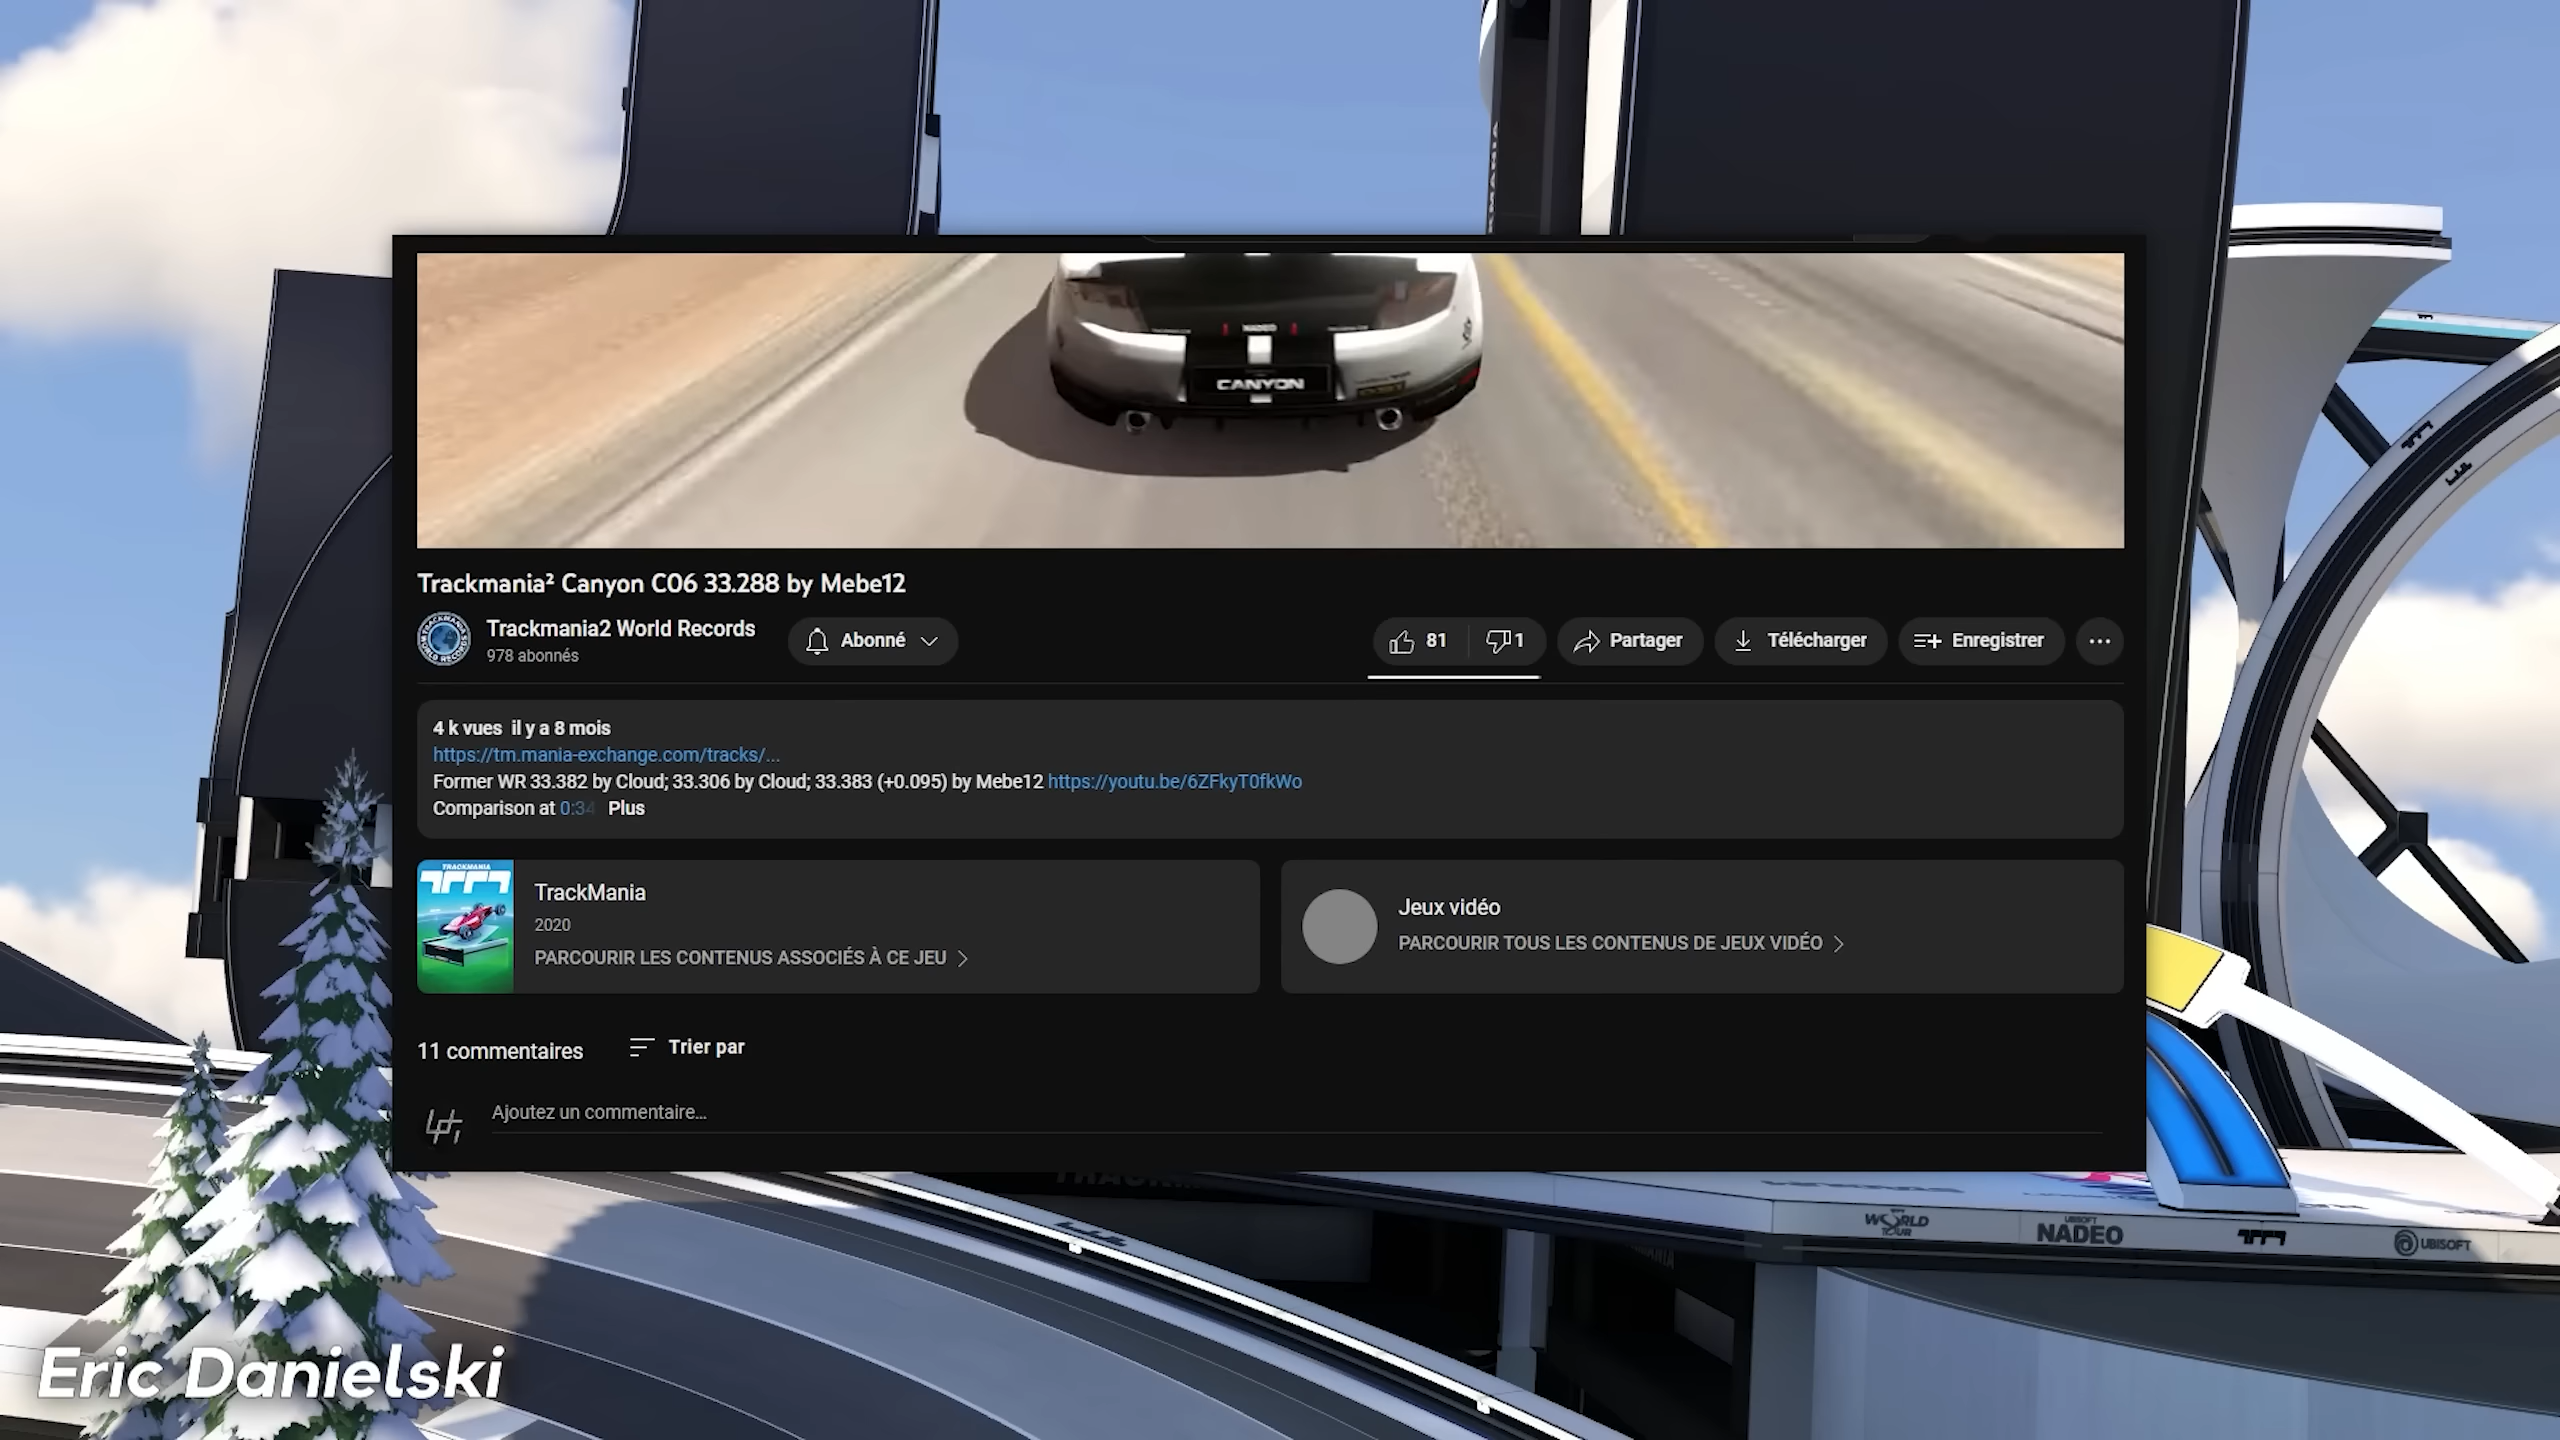 NADEO
CANYON
Trackmania² Canyon C06 33.288 by Mebe12
Trackmania2 World Records
978 abonnés
Abonné
81
1
Partager
Télécharger
Enregistrer
4 k vues il y a 8 mois
https://tm.mania-exchange.com/tracks/...
Former WR 33.382 by Cloud; 33.306 by Cloud; 33.383 (+0.095) by Mebe12 https://youtu.be/6ZFkyT0fkWo
Comparison at 0:34 Plus
TRACKMANIA
TrackMania
2020
PARCOURIR LES CONTENUS ASSOCIÉS À CE JEU
Jeux vidéo
PARCOURIR TOUS LES CONTENUS DE JEUX VIDÉO
11 commentaires
Trier par
Ajoutez un commentaire...
WORLD TOUR
UBISOFT
NADEO
UBISOFT
Eric Danielski